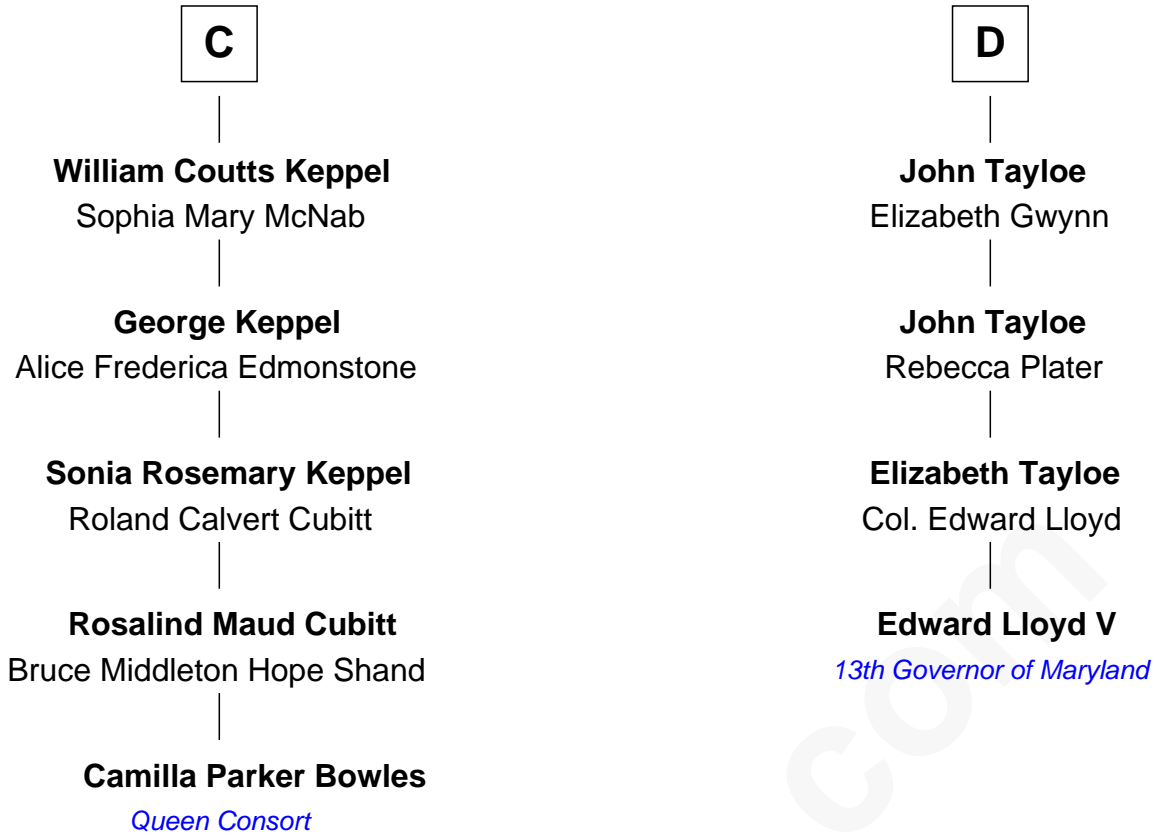 C
William Coutts Keppel
Sophia Mary McNab
George Keppel
Alice Frederica Edmonstone
Sonia Rosemary Keppel
Roland Calvert Cubitt
Rosalind Maud Cubitt
Bruce Middleton Hope Shand
Camilla Parker Bowles
Queen Consort
D
John Tayloe
Elizabeth Gwynn
John Tayloe
Rebecca Plater
Elizabeth Tayloe
Col. Edward Lloyd
Edward Lloyd V
13th Governor of Maryland
com